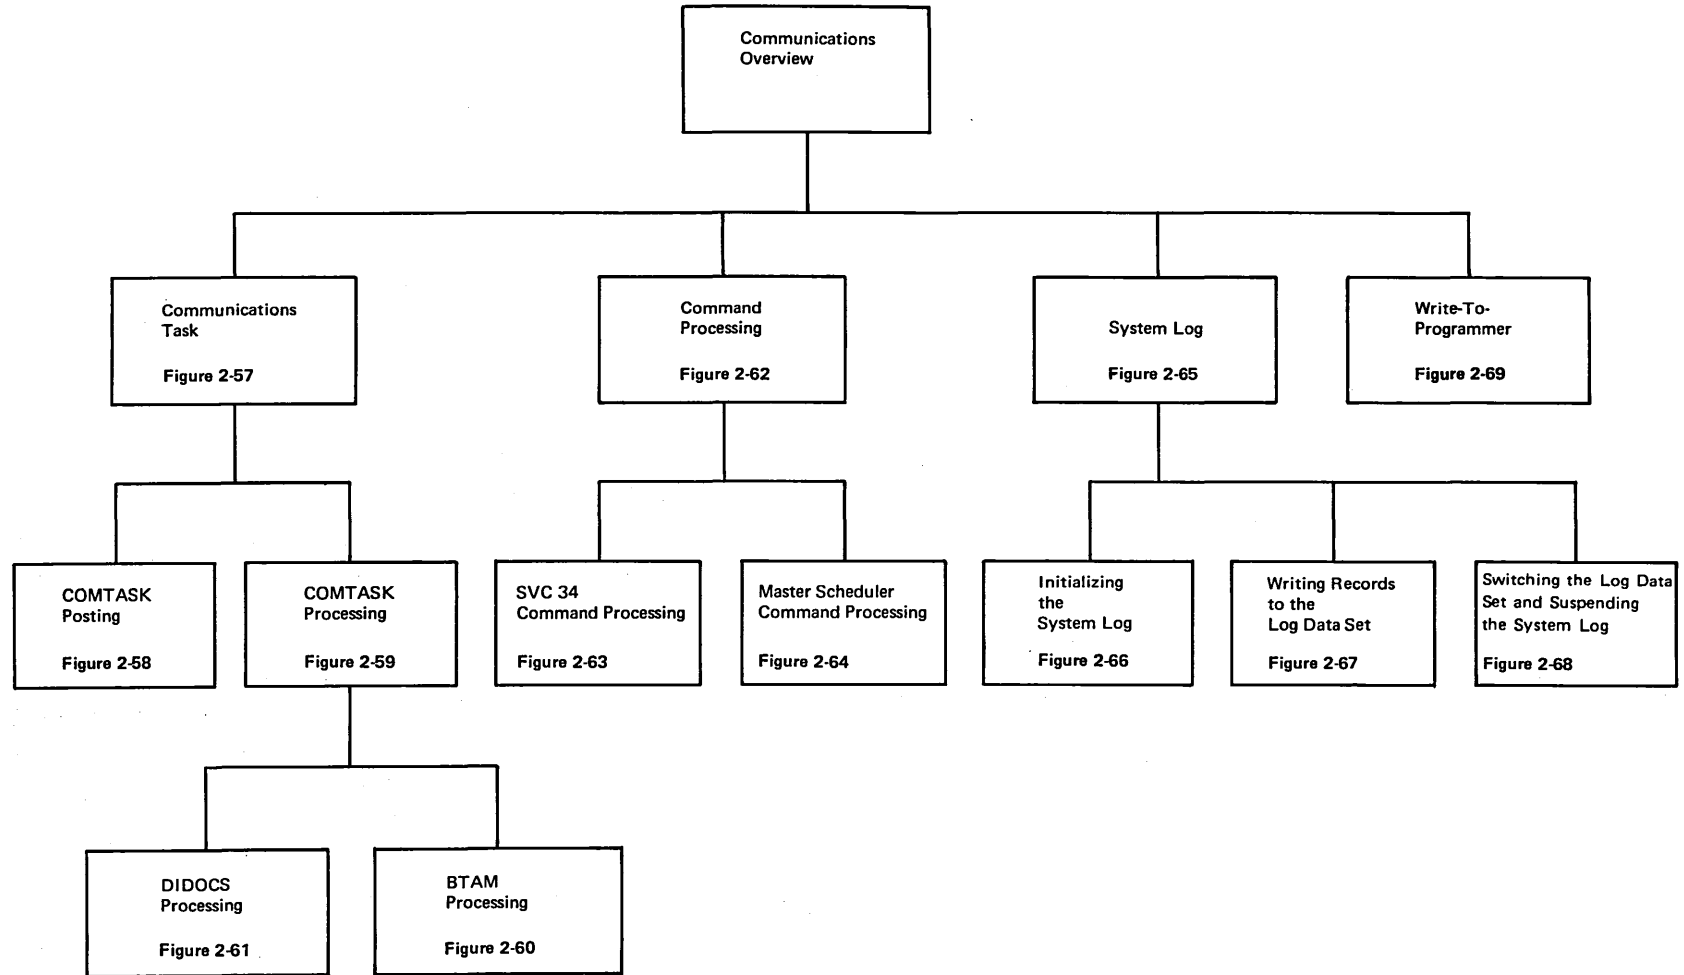 Communications
Overview
Communications
Task
Figure 2-57
Command
Processing
Figure 2-62
System Log
Figure 2-65
Write-To-
Programmer
Figure 2-69
COMTASK
Posting
Figure 2-58
COMTASK
Processing
Figure 2-59
SVC 34
Command Processing
Figure 2-63
Master Scheduler
Command Processing
Figure 2-64
Initializing
the
System Log
Figure 2-66
Writing Records
to the
Log Data Set
Figure 2-67
Switching the Log Data
Set and Suspending
the System Log
Figure 2-68
DIDOCS
Processing
Figure 2-61
BTAM
Processing
Figure 2-60